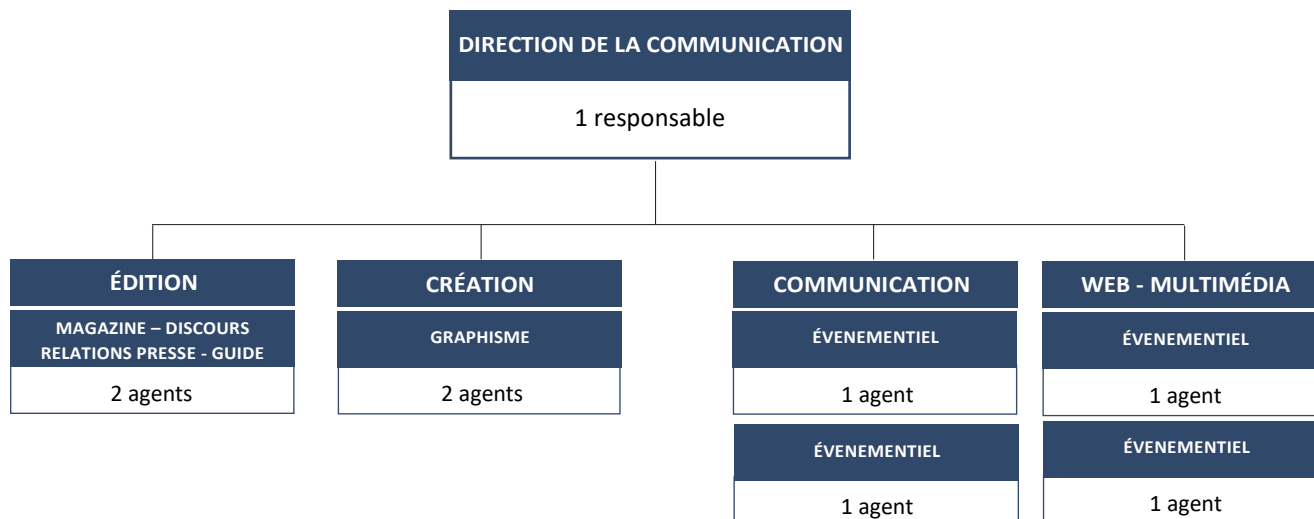 DIRECTION DE LA COMMUNICATION
1 responsable
ÉDITION
MAGAZINE – DISCOURS
RELATIONS PRESSE - GUIDE
2 agents
CRÉATION
GRAPHISME
2 agents
COMMUNICATION
ÉVENEMENTIEL
1 agent
ÉVENEMENTIEL
1 agent
WEB - MULTIMÉDIA
ÉVENEMENTIEL
1 agent
ÉVENEMENTIEL
1 agent